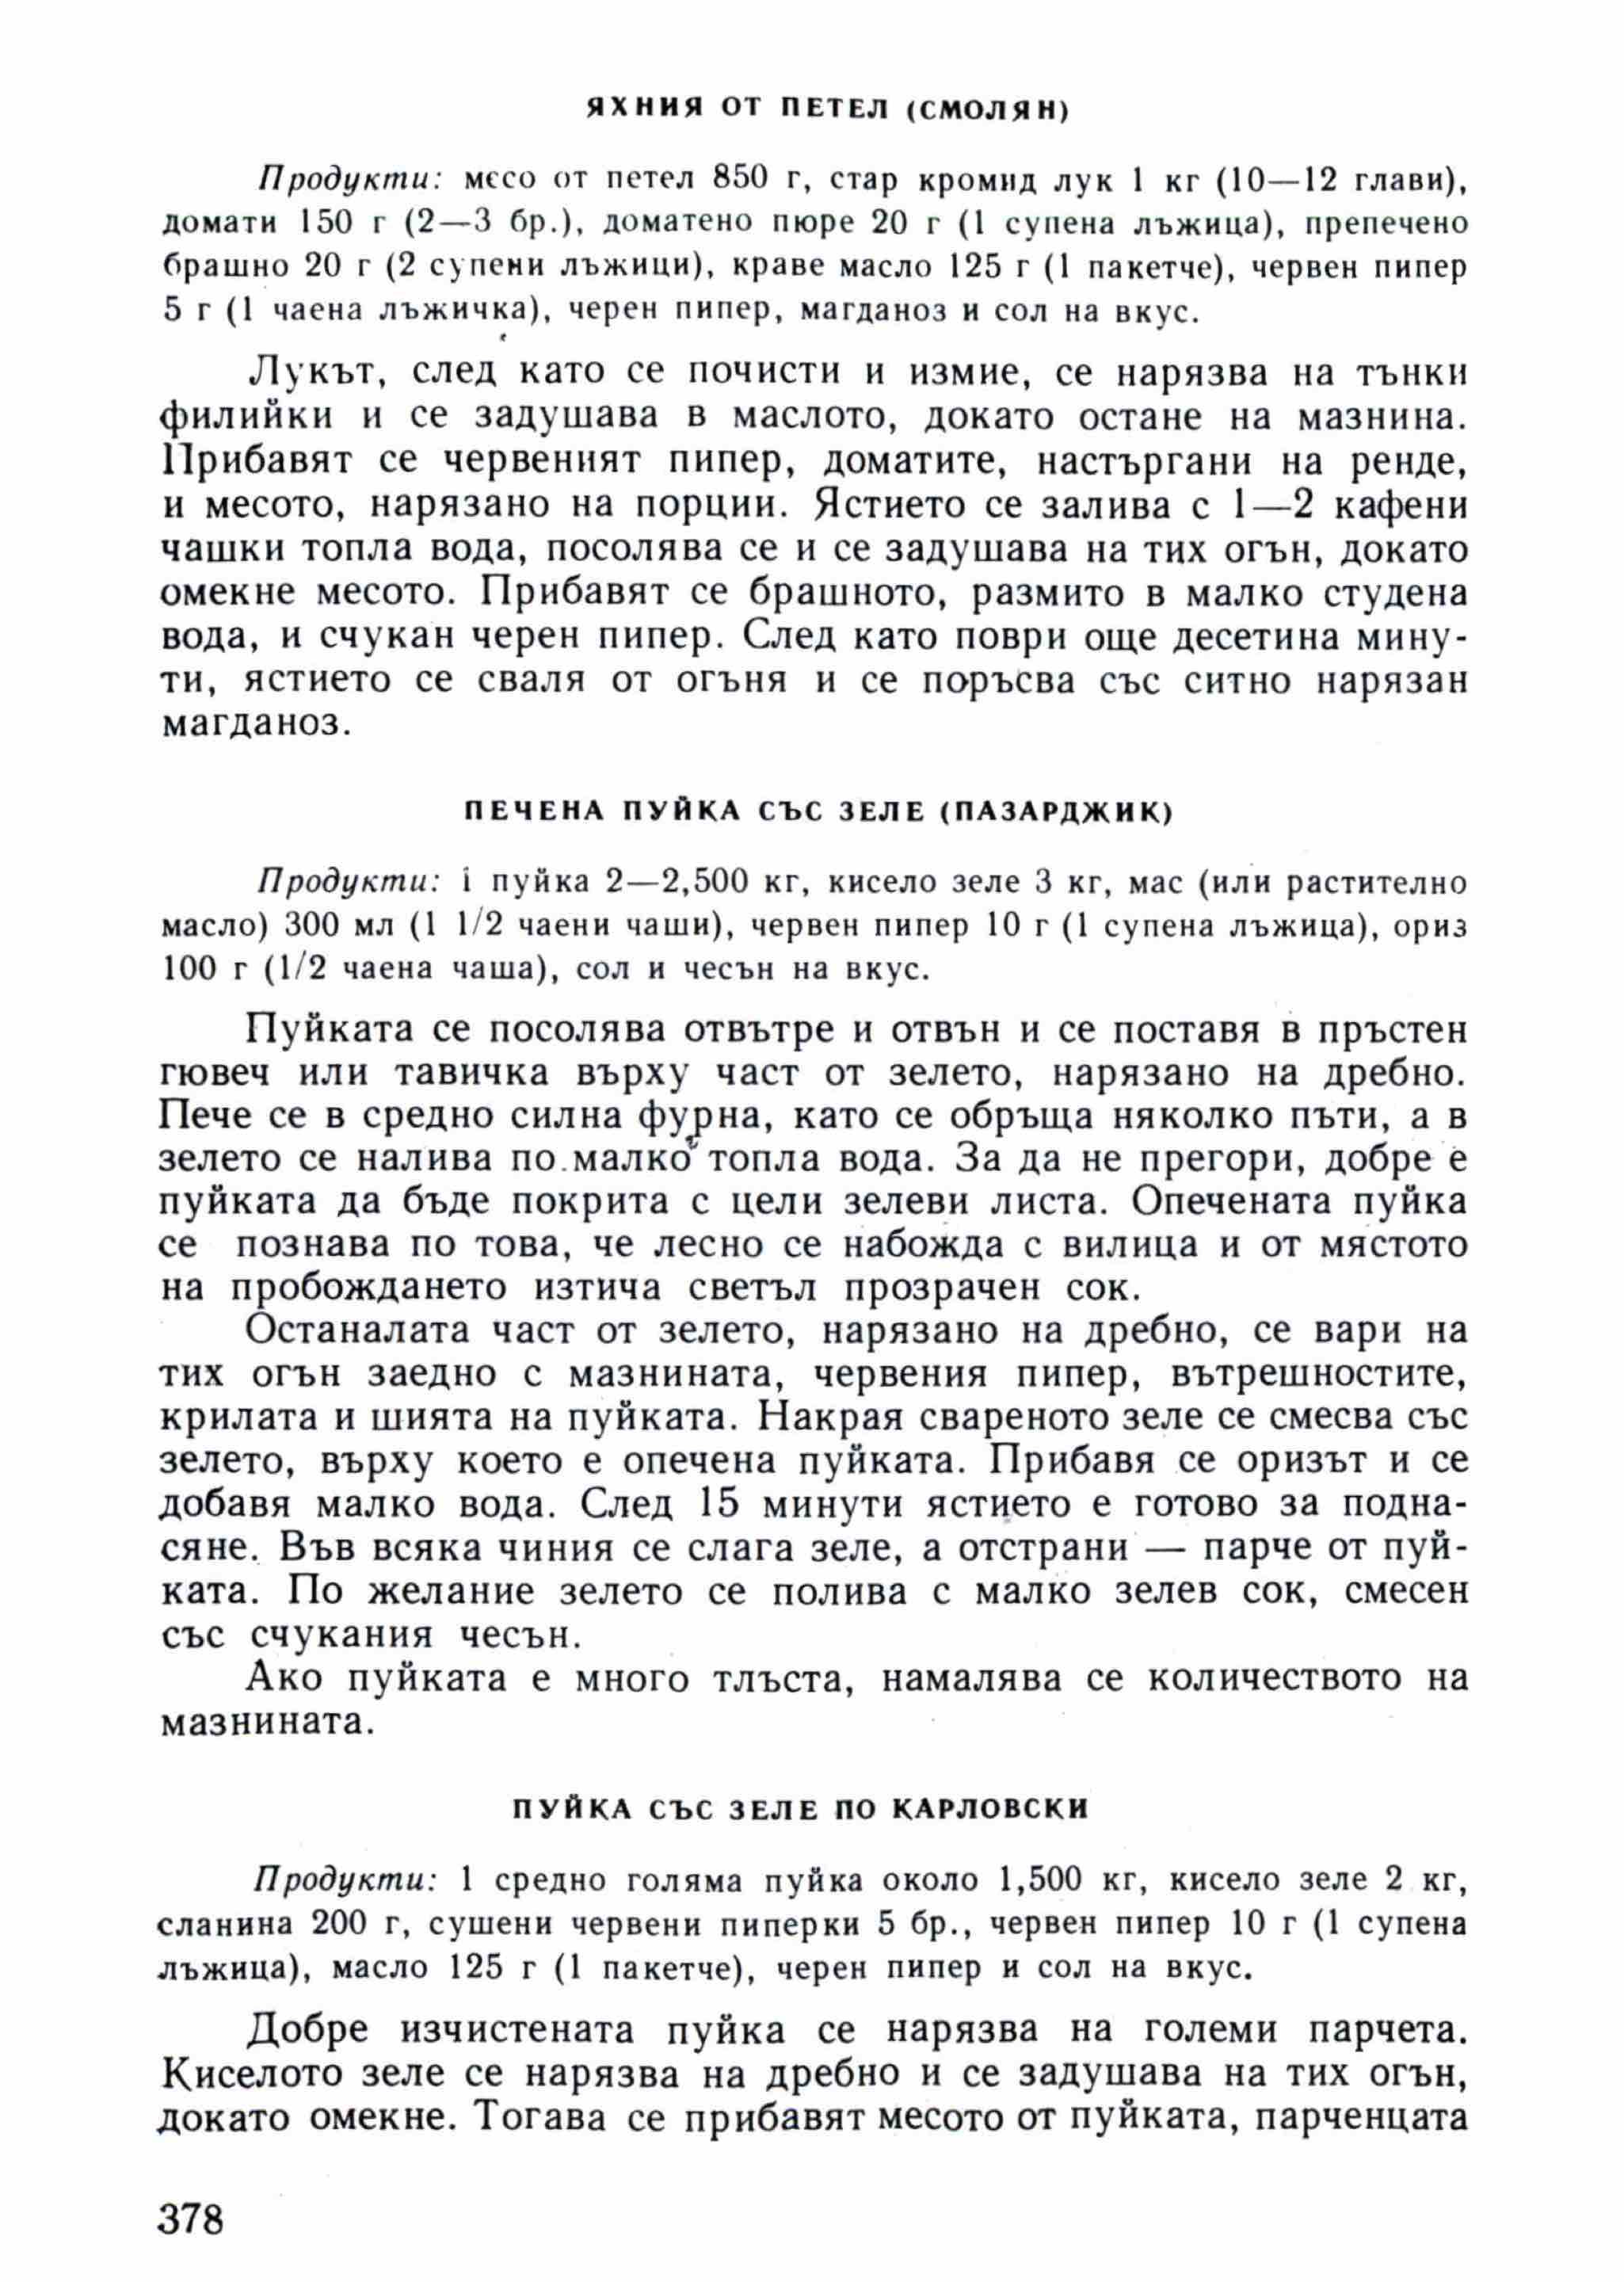 ЯХНИЯ ОТ ПЕТЕЛ (СМОЛЯН)
Продукти: месо от петел 850 г, стар кромид лук 1 кг (10—12 глави),
домати 150 г (2—3 бр.), доматено пюре 20 г (1 супена лъжица), препечено
брашно 20 г (2 супени лъжици), краве масло 125 г (1 пакетче), червен пипер
5 г (1 чаена лъжичка), черен пипер, магданоз и сол на вкус.
Лукът, след като се почисти и измие, се нарязва на тънки
филийки и се задушава в маслото, докато остане на мазнина.
Прибавят се червеният пипер, доматите, настъргани на ренде,
и месото, нарязано на порции. Ястието се залива с 1—2 кафени
чашки топла вода, посолява се и се задушава на тих огън, докато
омекне месото. Прибавят се брашното, размито в малко студена
вода, и счукан черен пипер. След като поври още десетина мину-
ти, ястието се сваля от огъня и се поръсва със ситно нарязан
магданоз.
ПЕЧЕНА ПУЙКА СЪС ЗЕЛЕ (ПАЗАРДЖИК)
Продукти: 1 пуйка 2—2,500 кг, кисело зеле 3 кг, мас (или растително
масло) 300 мл (1 1/2 чаени чаши), червен пипер 10 г (1 супена лъжица), ориз
100 г (1/2 чаена чаша), сол и чесън на вкус.
Пуйката се посолява отвътре и отвън и се поставя в пръстен
гювеч или тавичка върху част от зелето, нарязано на дребно.
Пече се в средно силна фурна, като се обръща няколко пъти, а в
зелето се налива по малко топла вода. За да не прегори, добре е
пуйката да бъде покрита с цели зелеви листа. Опечената пуйка
се познава по това, че лесно се набожда с вилица и от мястото
на пробождането изтича светъл прозрачен сок.
Останалата част от зелето, нарязано на дребно, се вари на
тих огън заедно с мазнината, червения пипер, вътрешностите,
крилата и шията на пуйката. Накрая свареното зеле се смесва със
зелето, върху което е опечена пуйката. Прибавя се оризът и се
добавя малко вода. След 15 минути ястието е готово за подна-
сяне. Във всяка чиния се слага зеле, а отстрани — парче от пуй-
ката. По желание зелето се полива с малко зелев сок, смесен
със счукания чесън.
Ако пуйката е много тлъста, намалява се количеството на
мазнината.
ПУЙКА СЪС ЗЕЛЕ ПО КАРЛОВСКИ
Продукти: 1 средно голяма пуйка около 1,500 кг, кисело зеле 2 кг,
сланина 200 г, сушени червени пиперки 5 бр., червен пипер 10 г (1 супена
лъжица), масло 125 г (1 пакетче), черен пипер и сол на вкус.
Добре изчистената пуйка се нарязва на големи парчета.
Киселото зеле се нарязва на дребно и се задушава на тих огън,
докато омекне. Тогава се прибавят месото от пуйката, парченцата
378